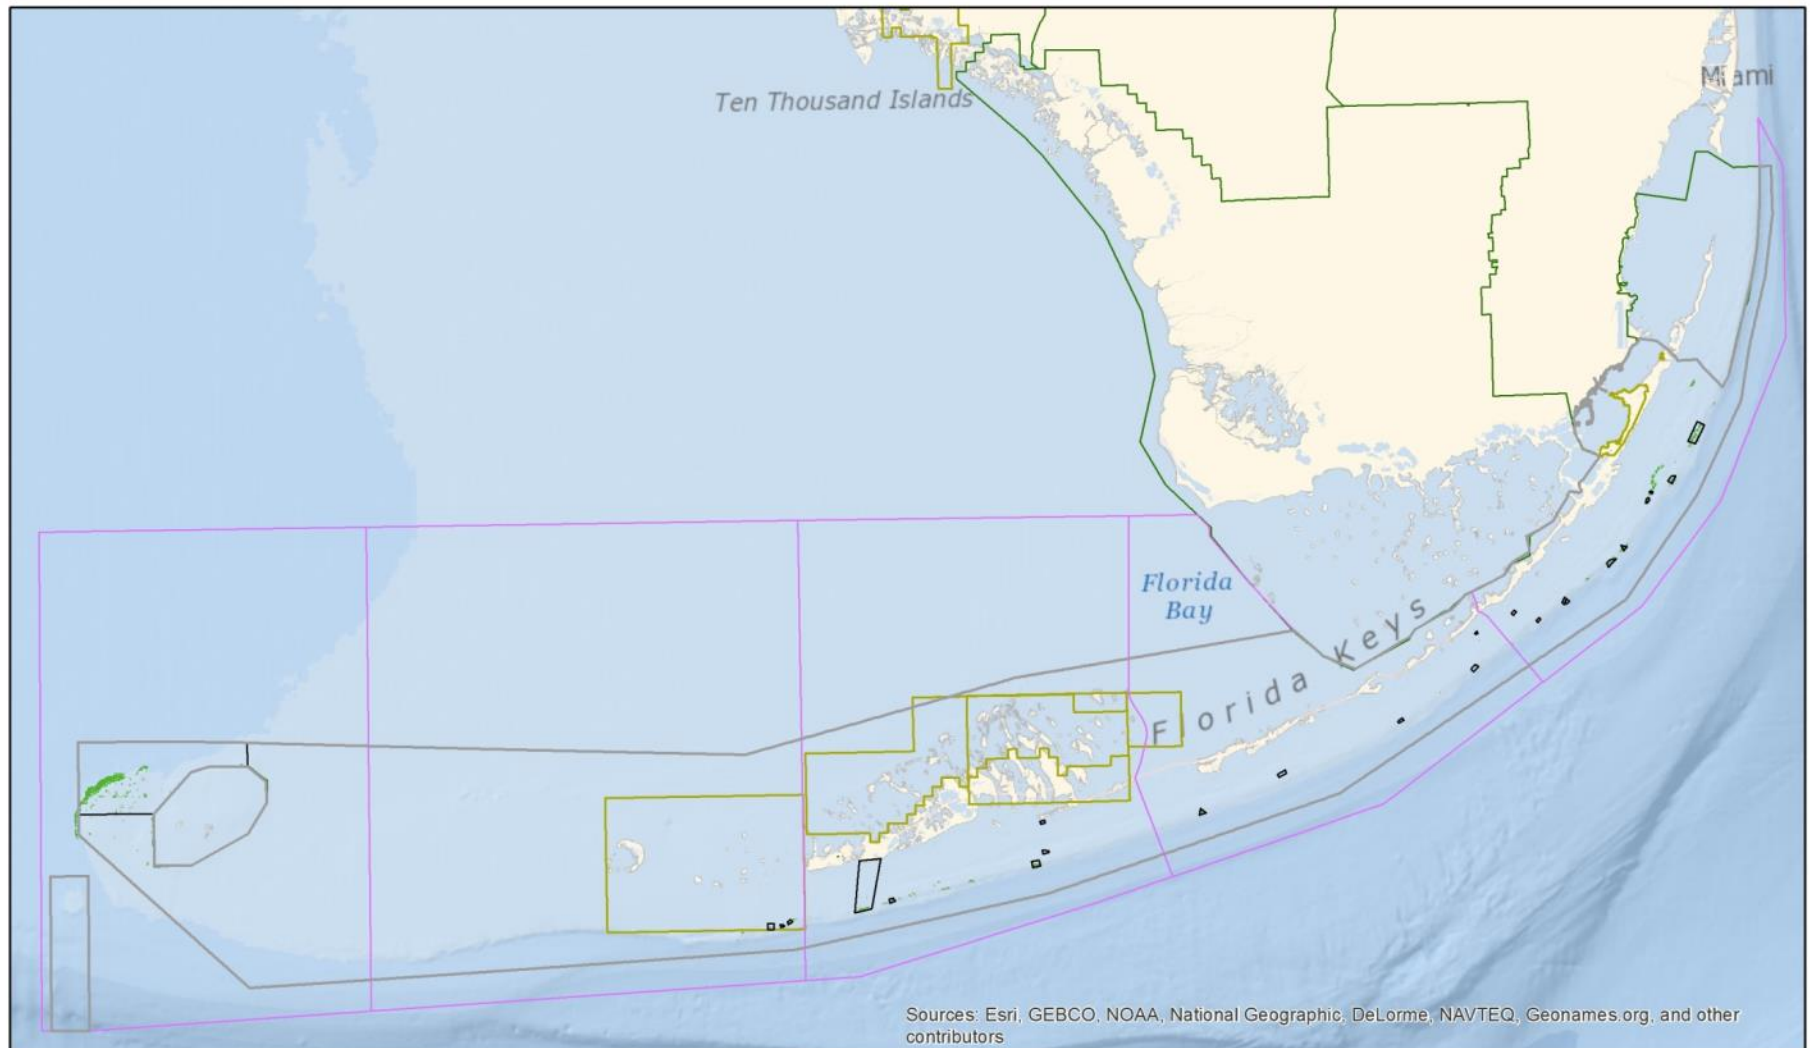 Miami
Ten Thousand Islands
Florida
Bay
Florida Keys
Sources: Esri, GEBCO, NOAA, National Geographic, DeLorme, NAVTEQ, Geonames.org, and other
contributors